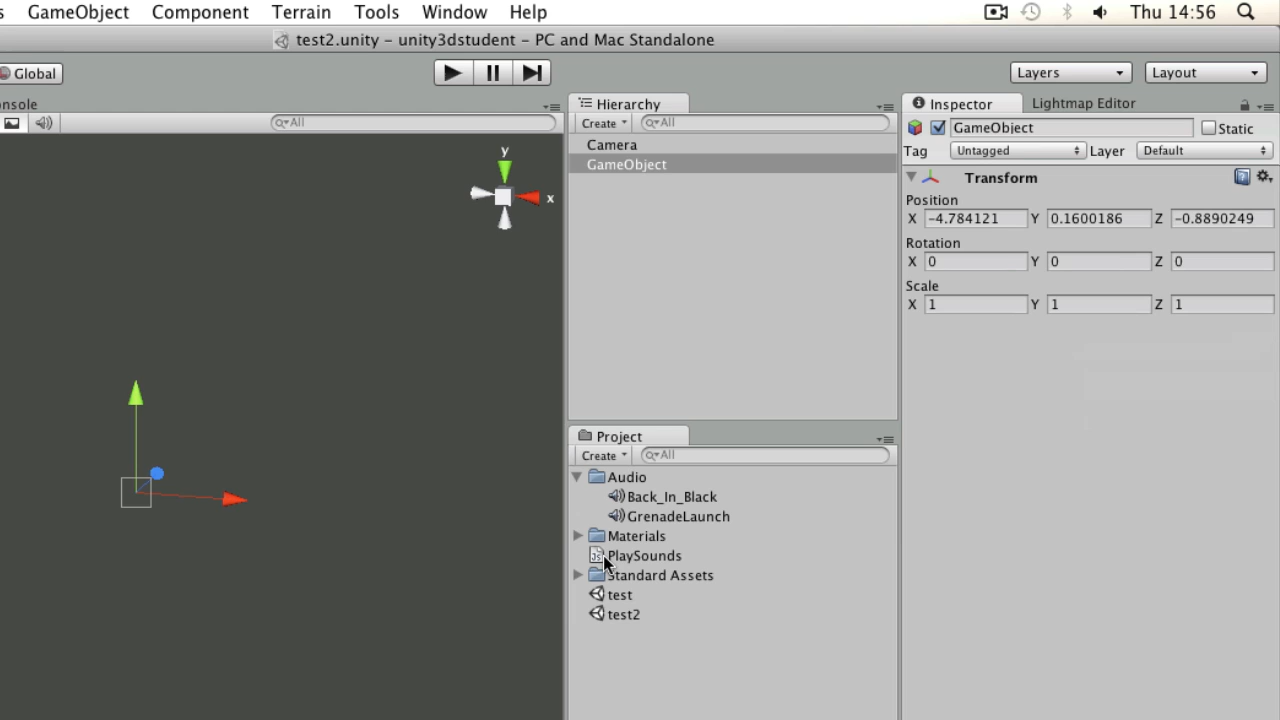 s GameObject Component Terrain Tools Window Help Thu 14:56
test2.unity – unity3dstudent – PC and Mac Standalone
Global Layers Layout
nsole Hierarchy Inspector Lightmap Editor
All Create All GameObject Static
Camera
GameObject
Tag Untagged Layer Default
Transform
Position
X -4.784121 Y 0.1600186 Z -0.8890249
Rotation
X 0 Y 0 Z 0
Scale
X 1 Y 1 Z 1
y
x
Project
Create All
Audio
Back_In_Black
GrenadeLaunch
Materials
Js PlaySounds
Standard Assets
test
test2